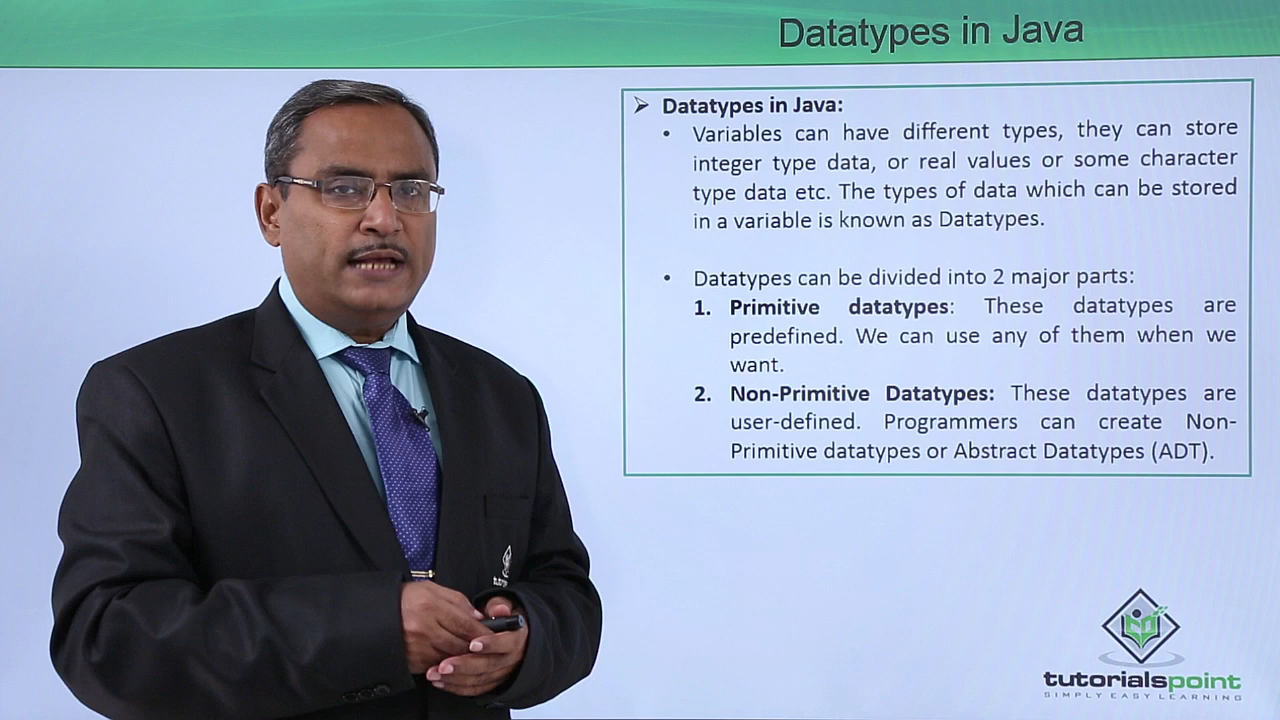 Datatypes in Java
➢ Datatypes in Java:
• Variables can have different types, they can store
integer type data, or real values or some character
type data etc. The types of data which can be stored
in a variable is known as Datatypes.
• Datatypes can be divided into 2 major parts:
1. Primitive datatypes: These datatypes are
predefined. We can use any of them when we
want.
2. Non-Primitive Datatypes: These datatypes are
user-defined. Programmers can create Non-
Primitive datatypes or Abstract Datatypes (ADT).
tutorialspoint
SIMPLY EASY LEARNING